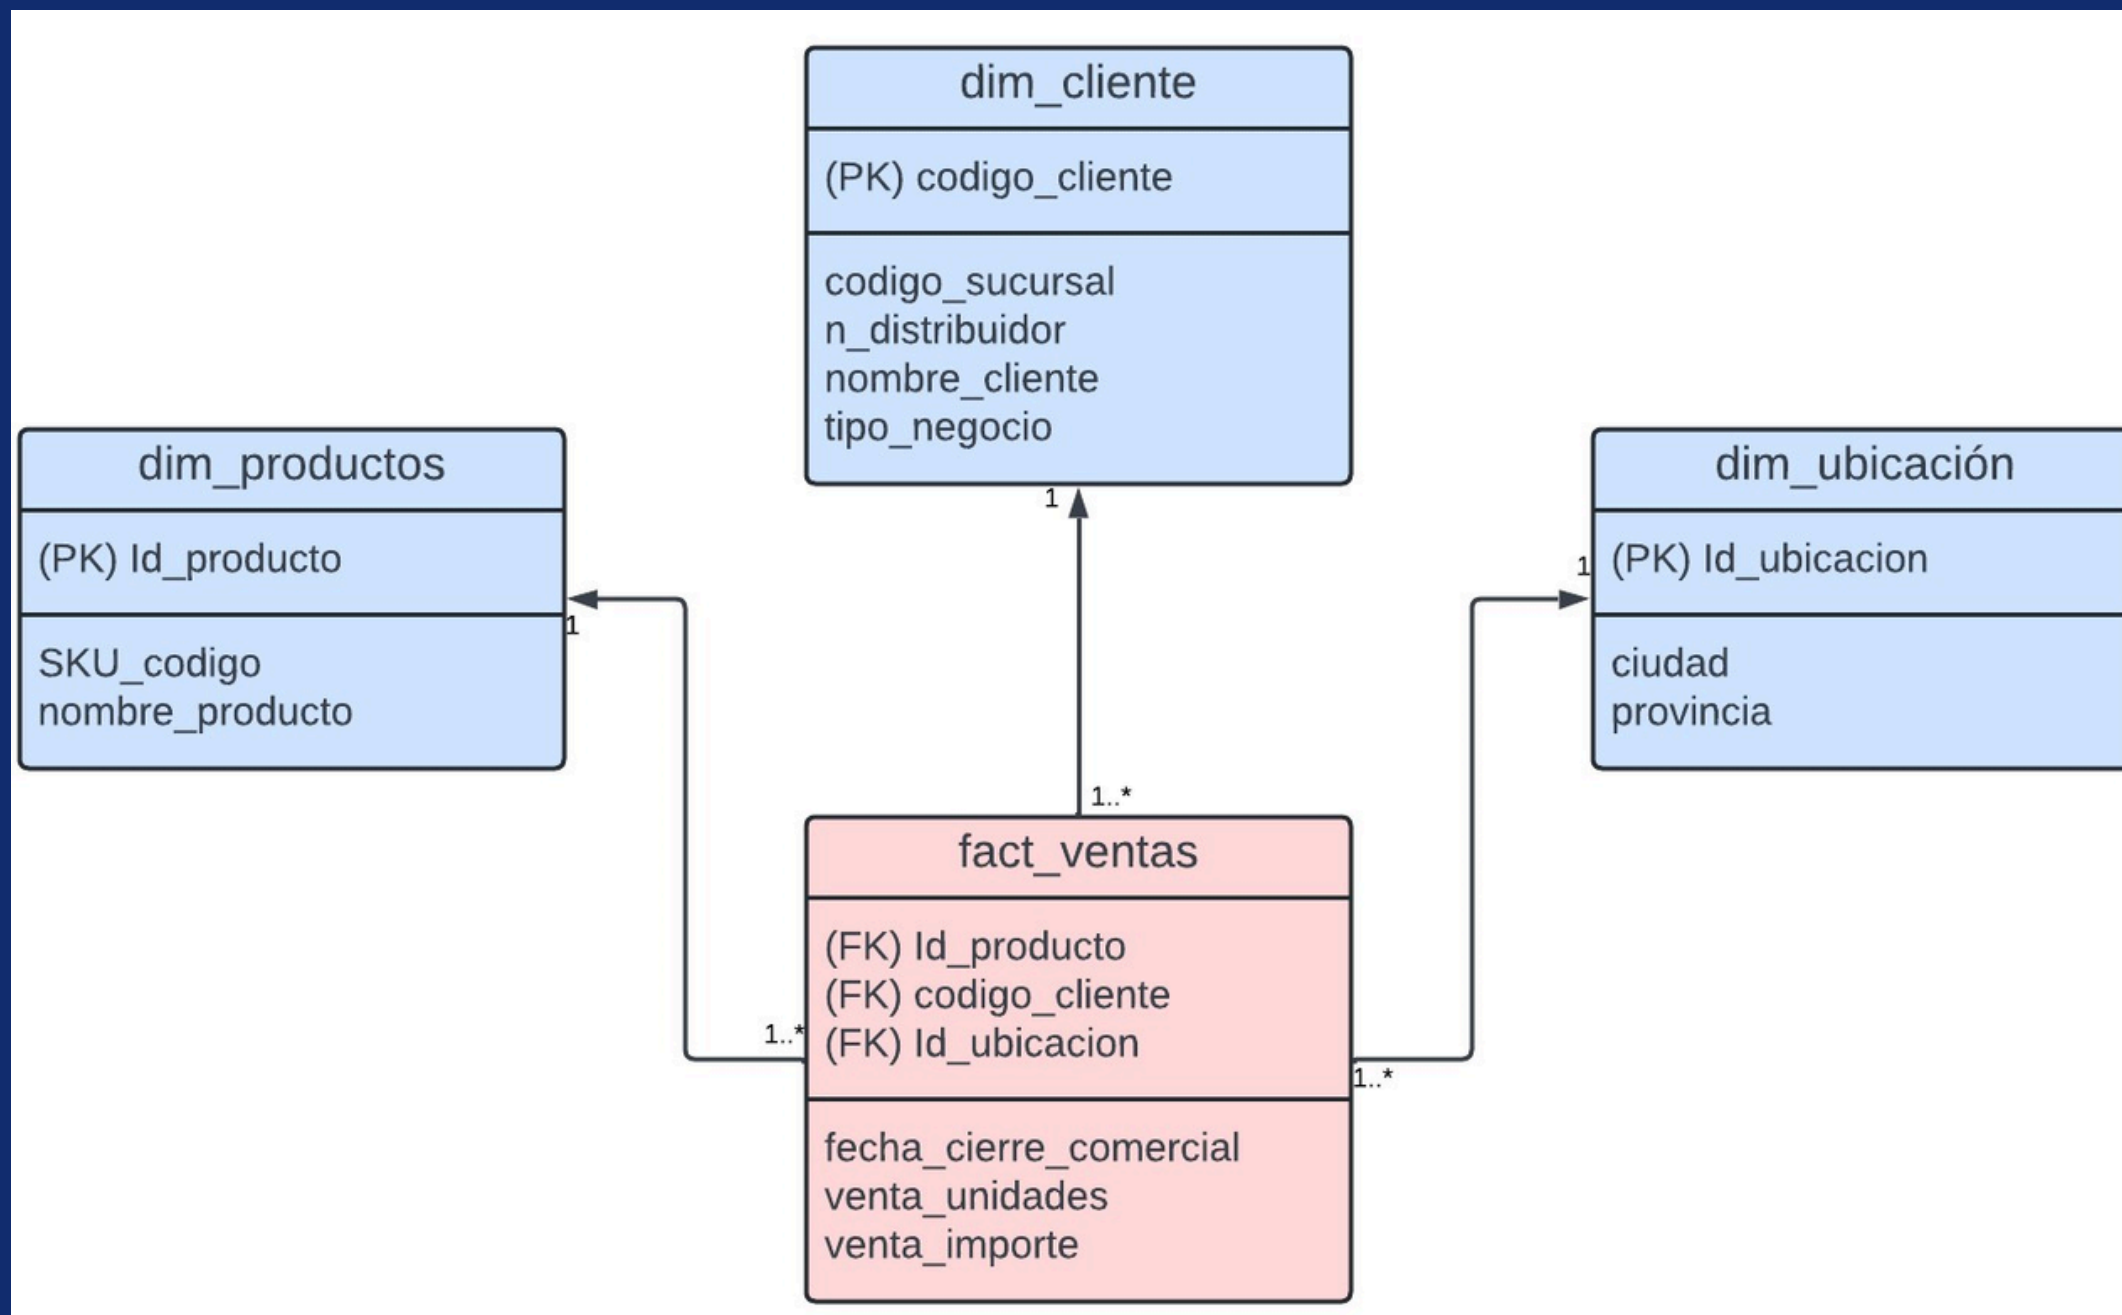 dim_cliente
(PK) codigo_cliente
codigo_sucursal
n_distribuidor
nombre_cliente
tipo_negocio
dim_productos
(PK) Id_producto
SKU_codigo
nombre_producto
dim_ubicación
(PK) Id_ubicacion
ciudad
provincia
1
1
1
1..*
fact_ventas
(FK) Id_producto
(FK) codigo_cliente
(FK) Id_ubicacion
1..*
1..*
fecha_cierre_comercial
venta_unidades
venta_importe